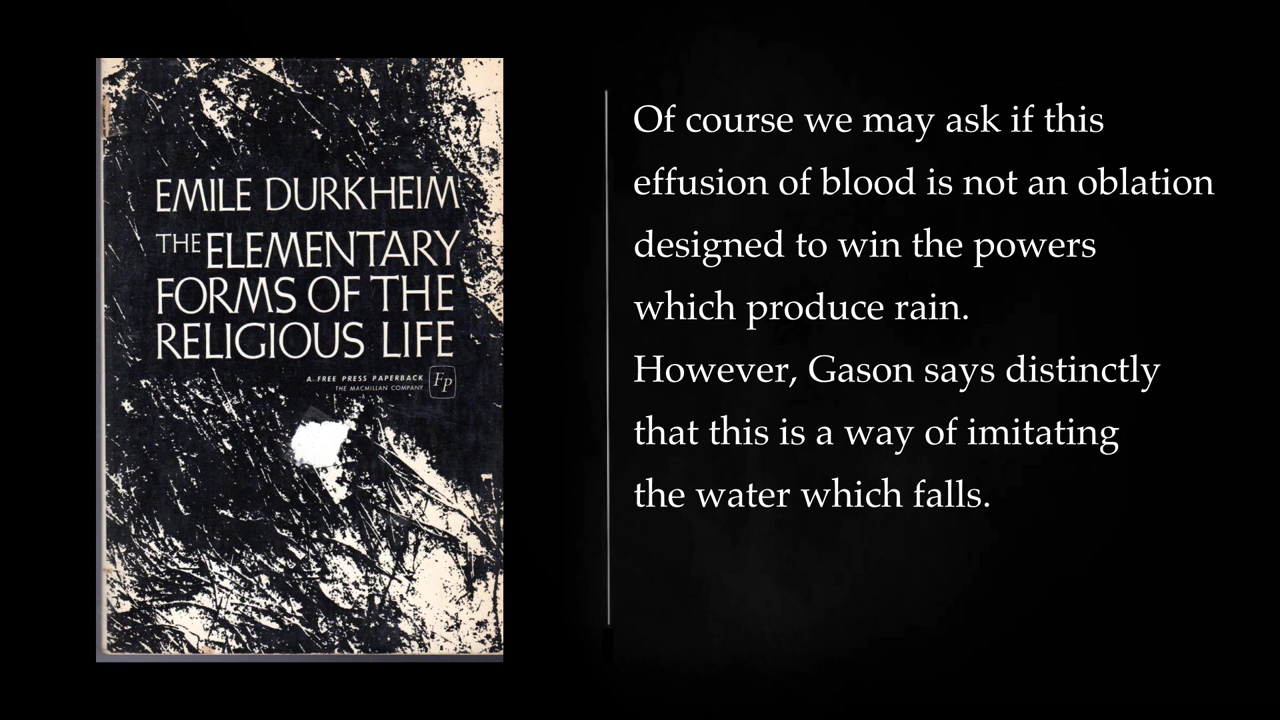 EMILE DURKHEIM
THE ELEMENTARY
FORMS OF THE
RELIGIOUS LIFE
A FREE PRESS PAPERBACK
THE MACMILLAN COMPANY
Fp
Of course we may ask if this
effusion of blood is not an oblation
designed to win the powers
which produce rain.
However, Gason says distinctly
that this is a way of imitating
the water which falls.